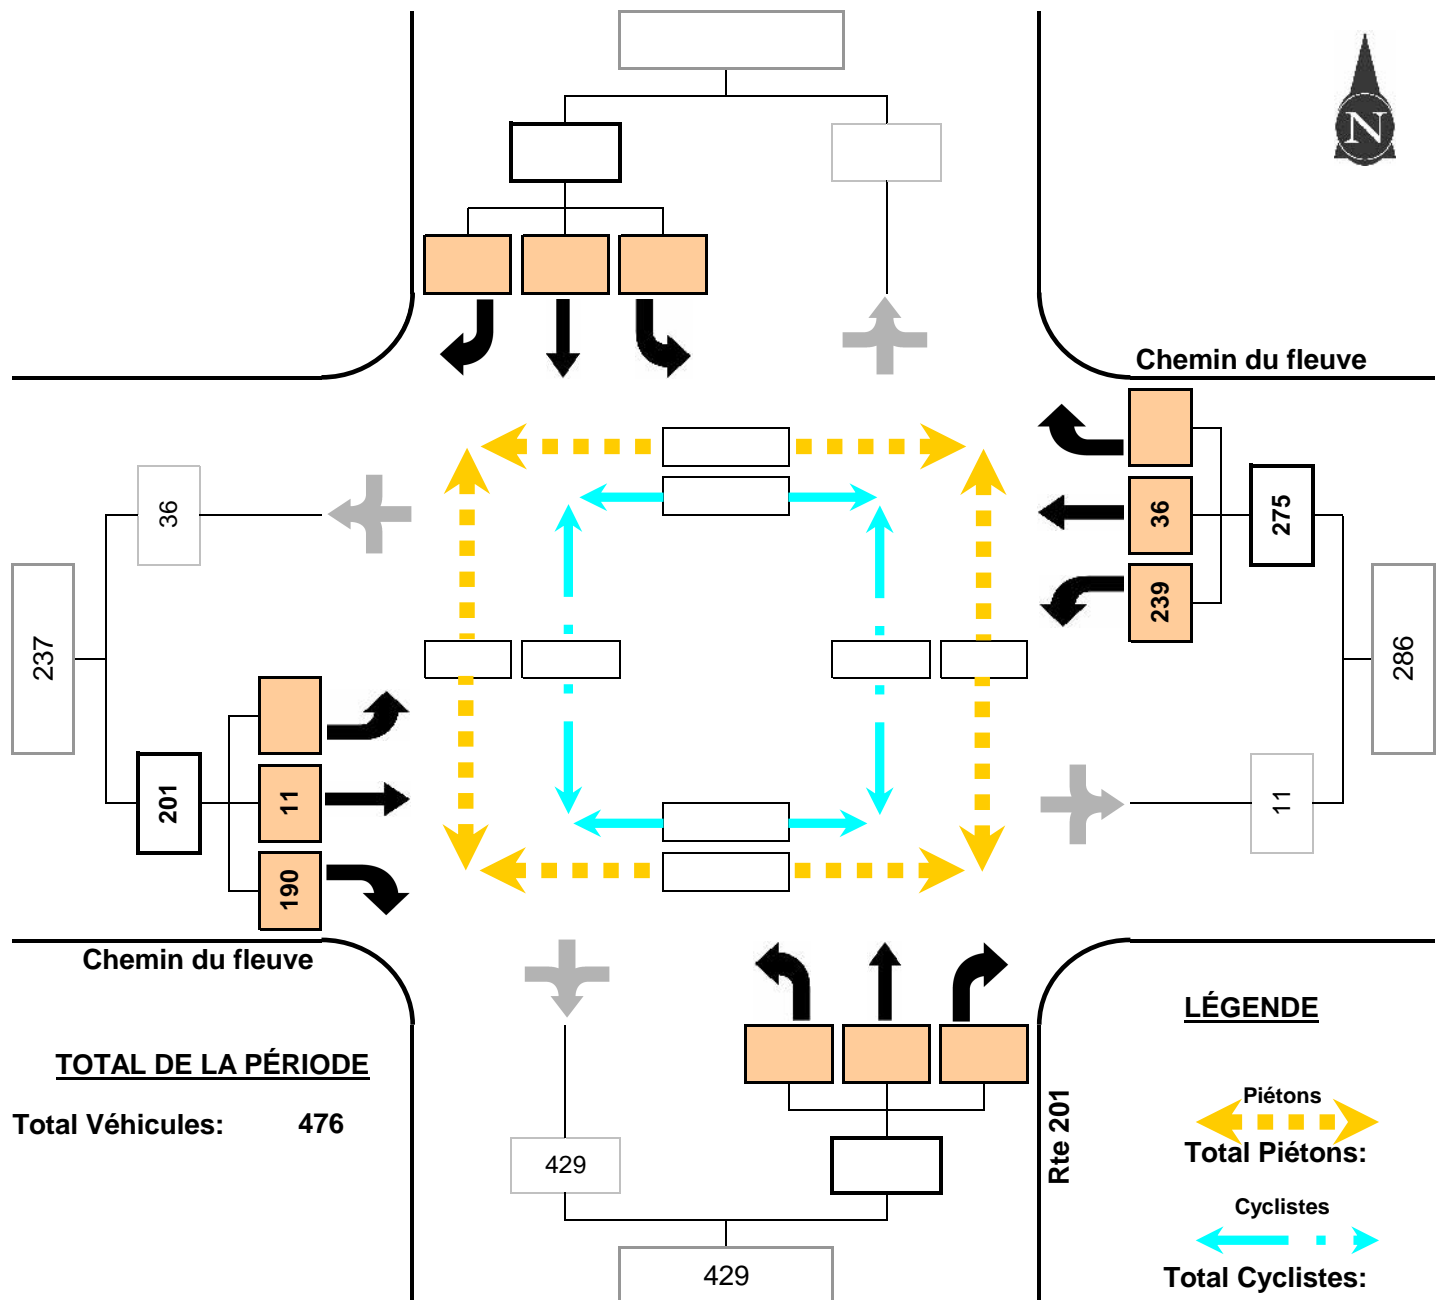 N
Chemin du fleuve
36
275
36
239
237
286
201
11
11
190
Chemin du fleuve
LÉGENDE
TOTAL DE LA PÉRIODE
Piétons
Total Véhicules: 476
Total Piétons:
Rte 201
429
Cyclistes
429
Total Cyclistes: